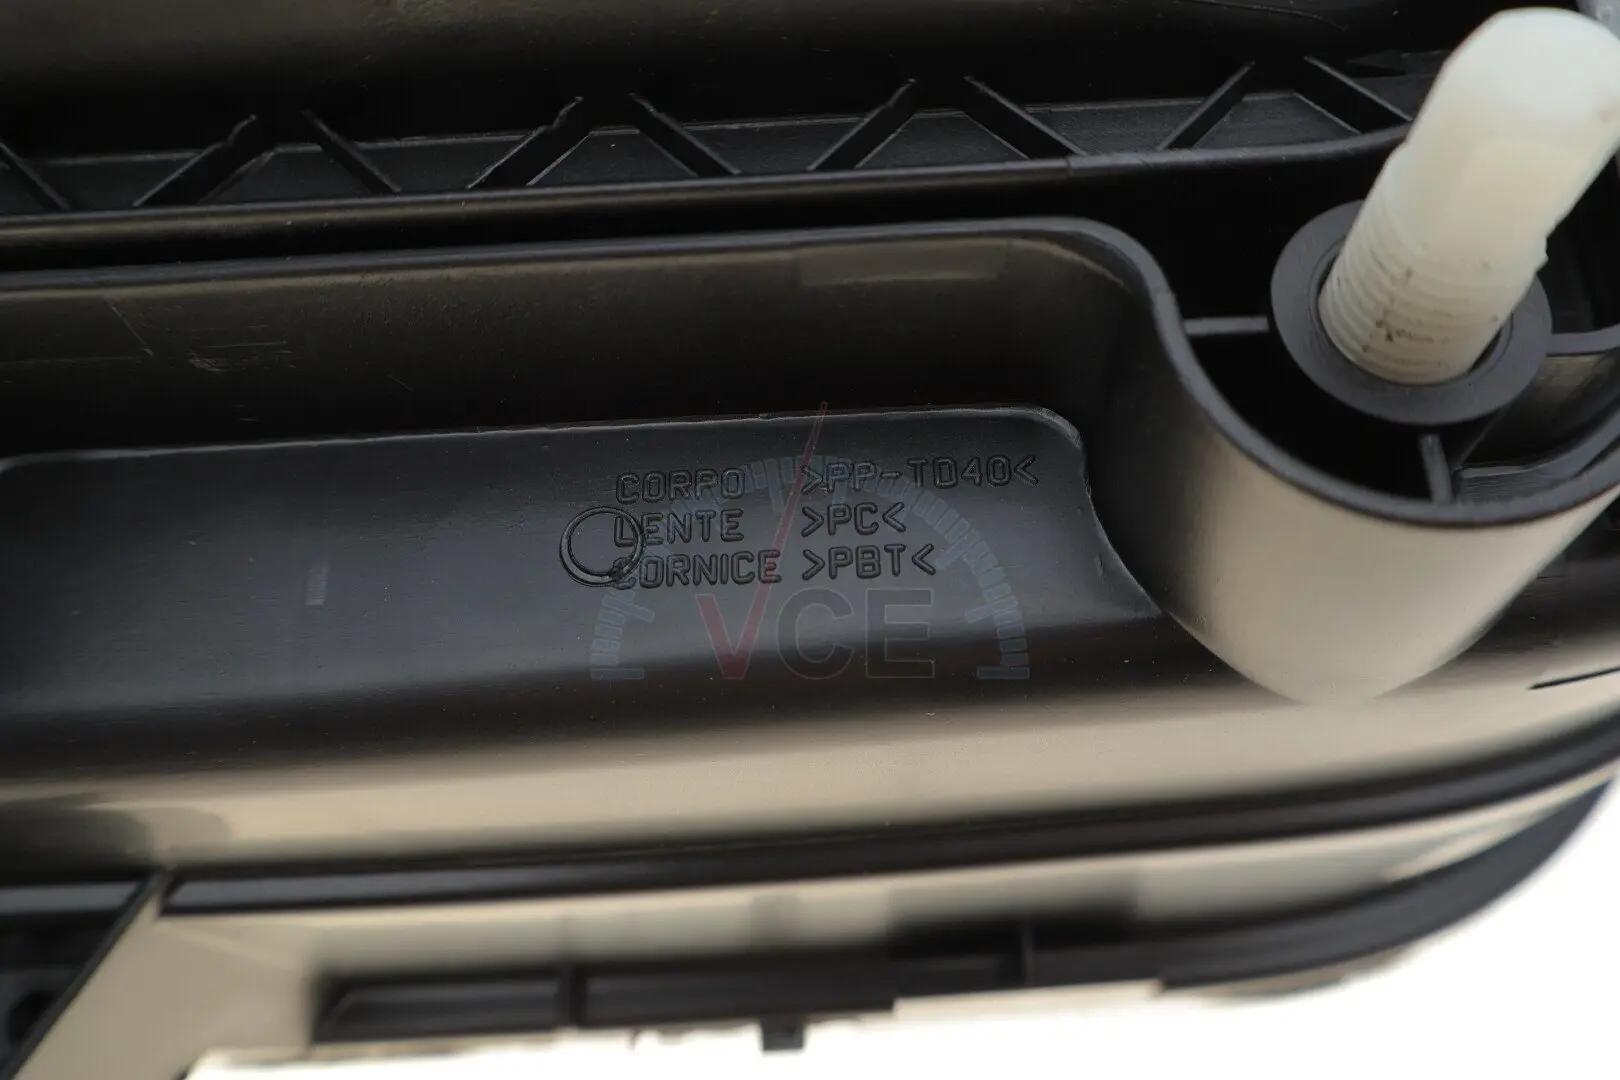 CORPO >PP-TD40<
LENTE >PC<
CORNICE >PBT<
VCE